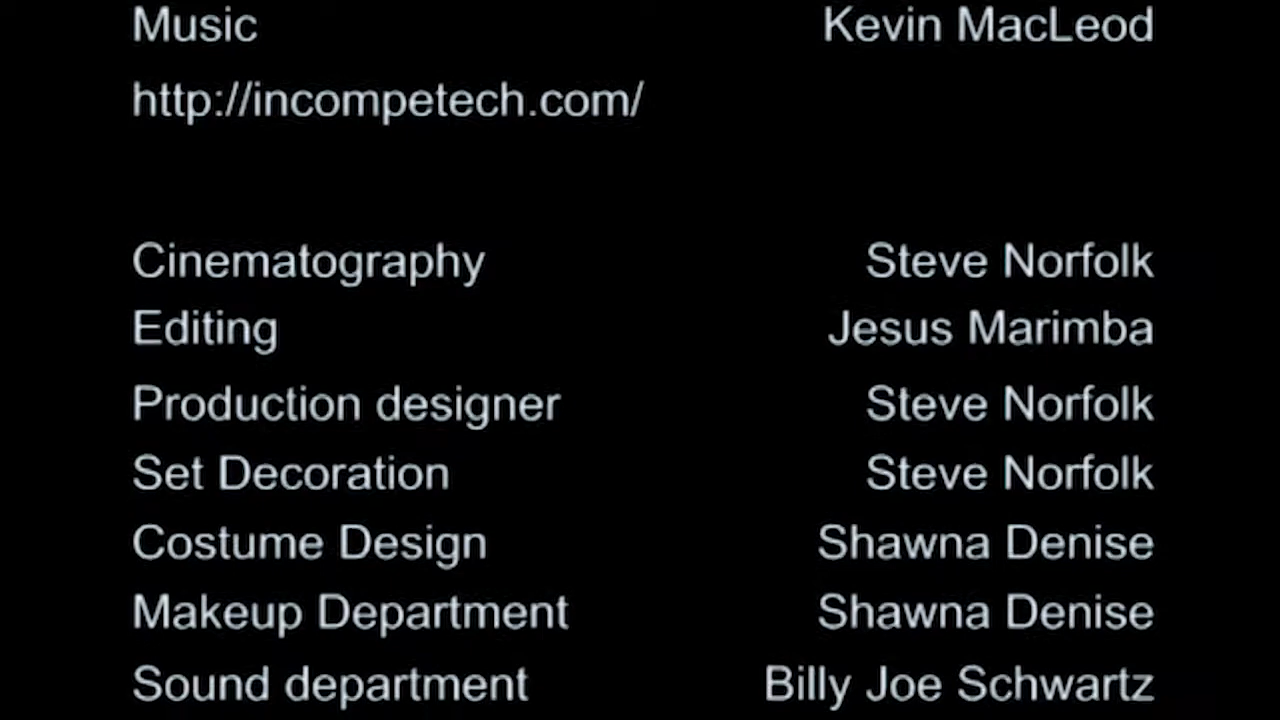 Music Kevin MacLeod
http://incompetech.com/
Cinematography Steve Norfolk
Editing Jesus Marimba
Production designer Steve Norfolk
Set Decoration Steve Norfolk
Costume Design Shawna Denise
Makeup Department Shawna Denise
Sound department Billy Joe Schwartz